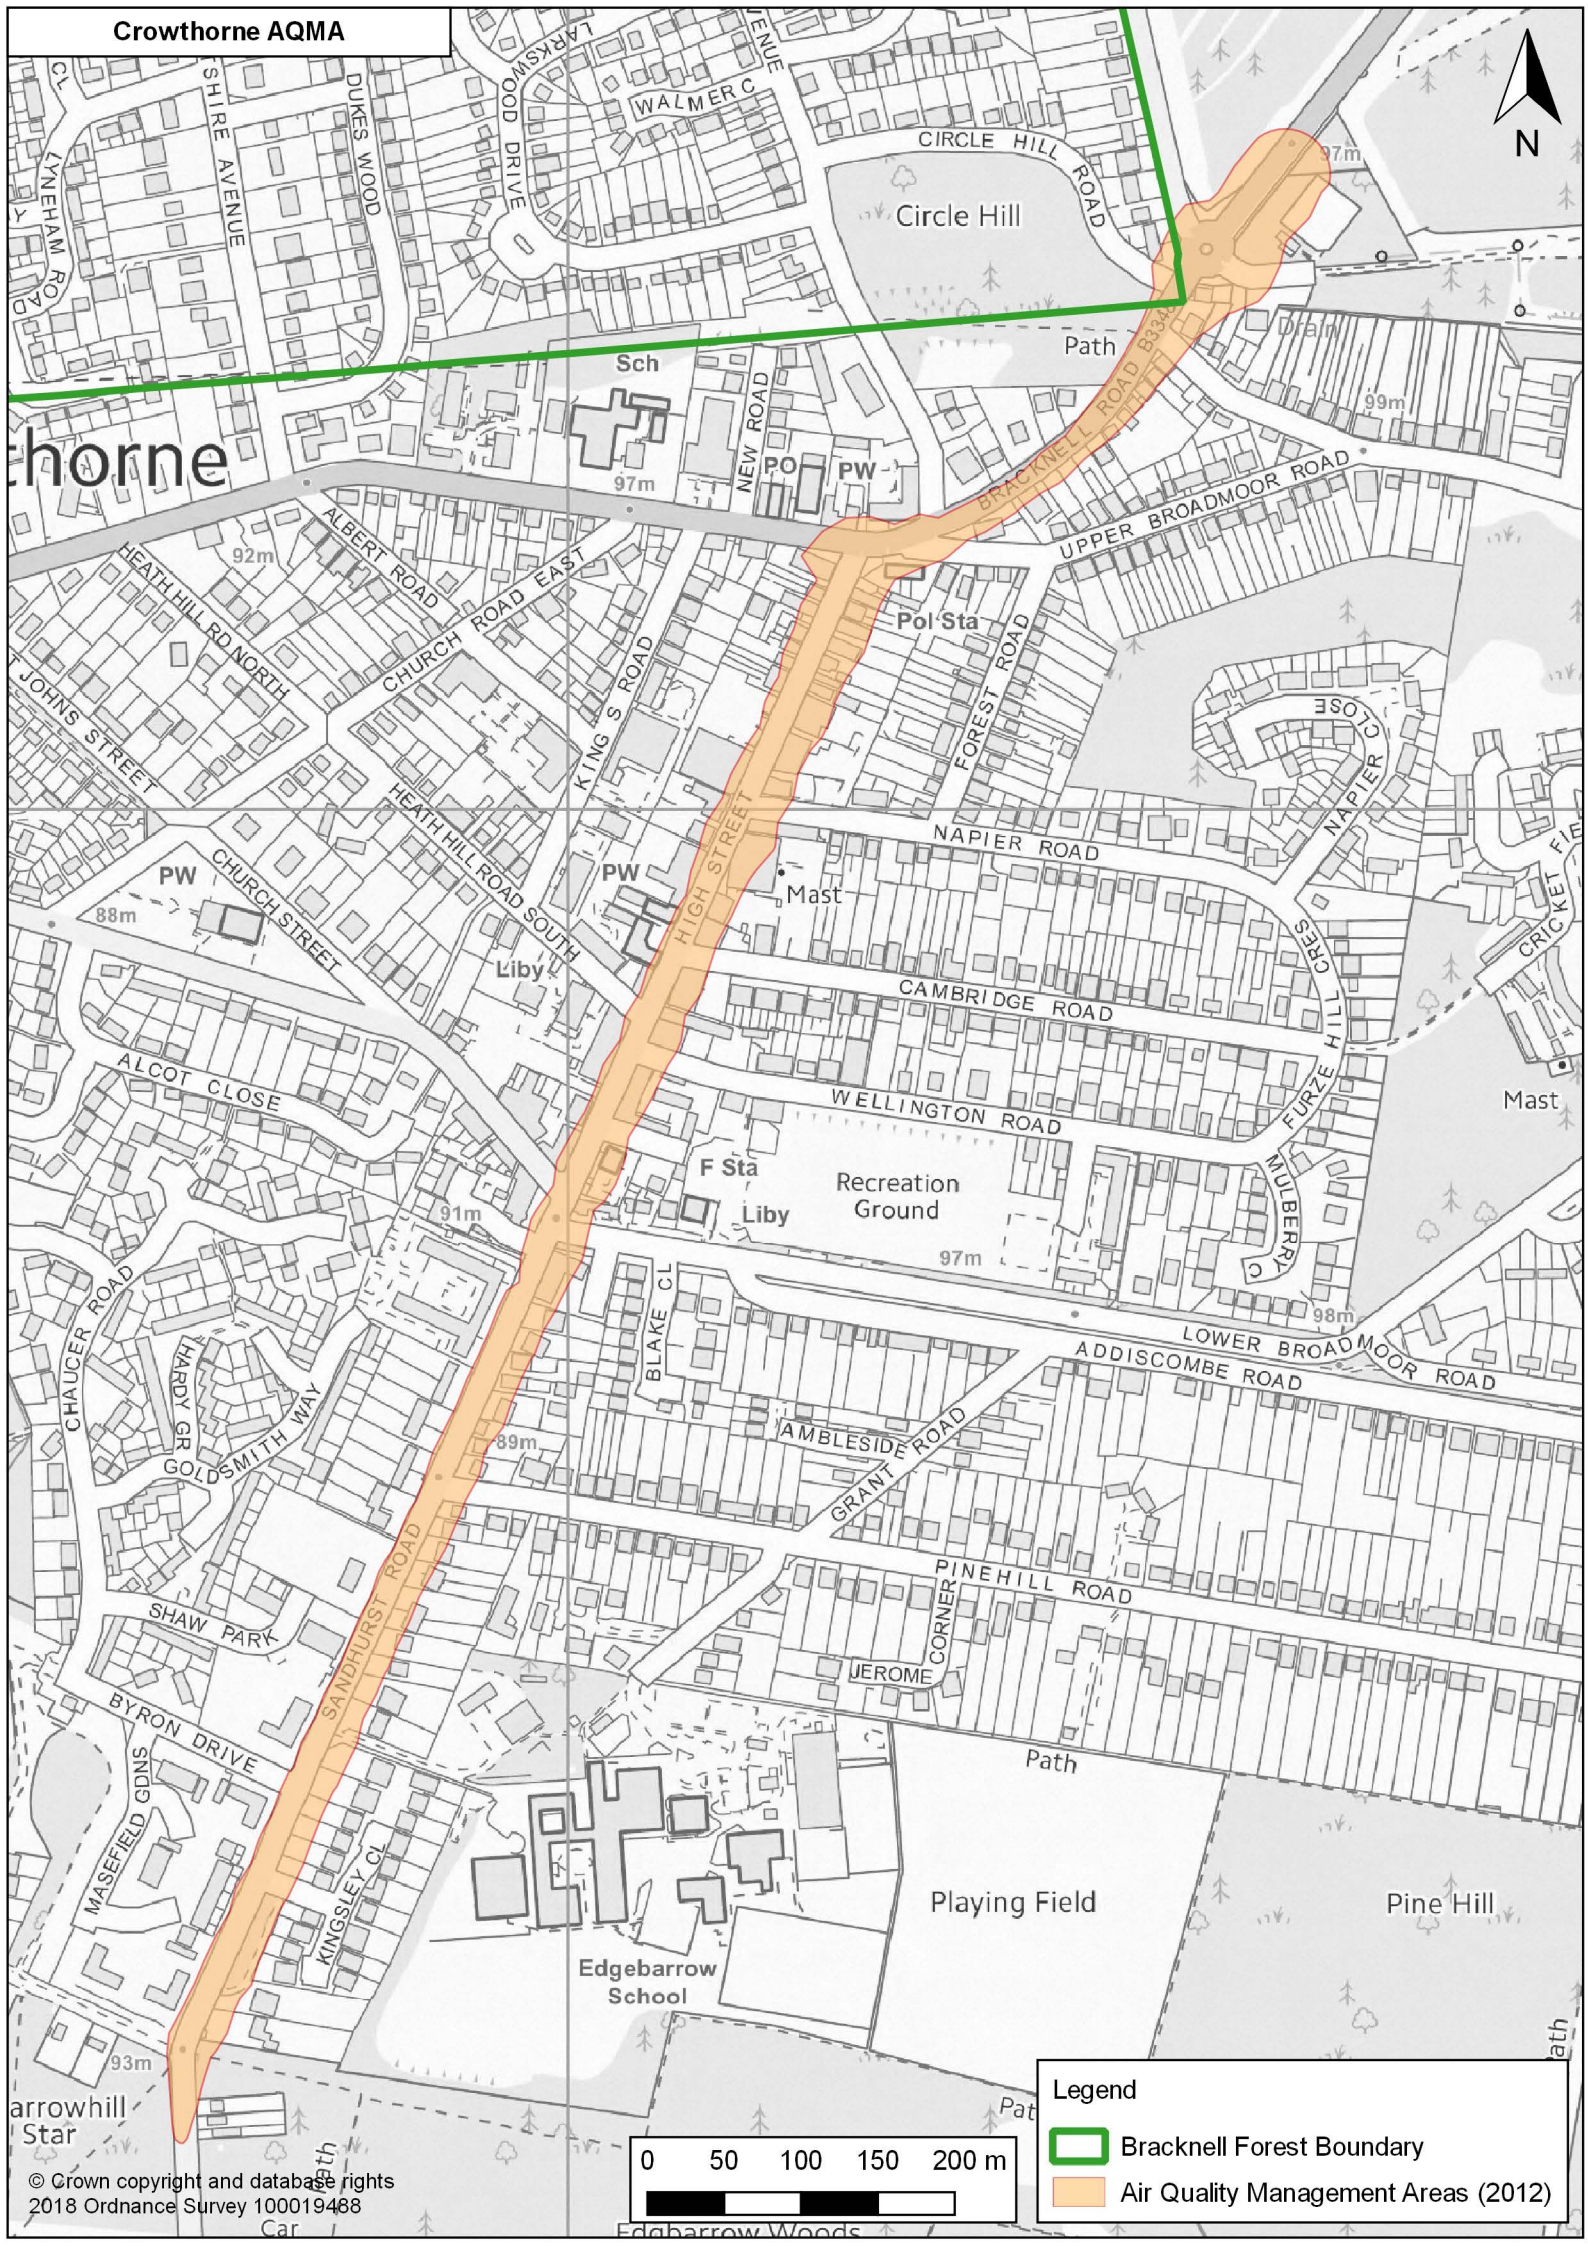 Crowthorne AQMA
N
CL
LYNEHAM ROAD
SHIRE AVENUE
DUKES WOOD
LARKSWOOD DRIVE
WALMER C
ENUE
CIRCLE HILL ROAD
Circle Hill
97m
Path
Drain
99m
Sch
thorne
NEW ROAD
PO
PW
97m
BRACKNELL ROAD B334
UPPER BROADMOOR ROAD
92m
ALBERT ROAD
HEATH HILL RD NORTH
CHURCH ROAD EAST
KING S ROAD
Pol Sta
FOREST ROAD
T JOHNS STREET
NAPIER CLOSE
HEATH HILL ROAD SOUTH
HIGH STREET
NAPIER ROAD
PW
PW
CHURCH STREET
88m
Mast
Liby
CAMBRIDGE ROAD
FURZE HILL CRES
CRICKET FIE
Mast
ALCOT CLOSE
WELLINGTON ROAD
F Sta
Liby
Recreation
Ground
MULBERRY C
91m
97m
98m
CHAUCER ROAD
HARDY GR
GOLDSMITH WAY
BLAKE CL
LOWER BROADMOOR ROAD
ADDISCOMBE ROAD
AMBLESIDE
GRANT ROAD
89m
SANDHURST ROAD
PINEHILL ROAD
JEROME CORNER
SHAW PARK
BYRON DRIVE
MASEFIELD GDNS
KINGSLEY CL
Path
Playing Field
Pine Hill
Edgebarrow
School
93m
arrowhill
Star
Path
Pat
ath
Car
Edgbarrow Woods
© Crown copyright and database rights
2018 Ordnance Survey 100019488
0 50 100 150 200 m
Legend
Bracknell Forest Boundary
Air Quality Management Areas (2012)